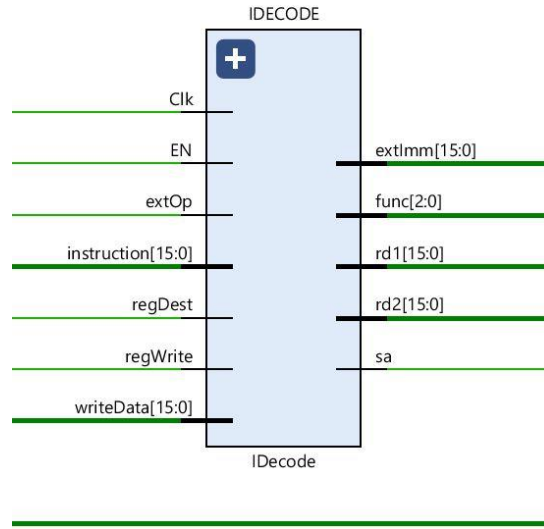 IDECODE
Clk
EN
extOp
instruction[15:0]
regDest
regWrite
writeData[15:0]
extImm[15:0]
func[2:0]
rd1[15:0]
rd2[15:0]
sa
IDecode